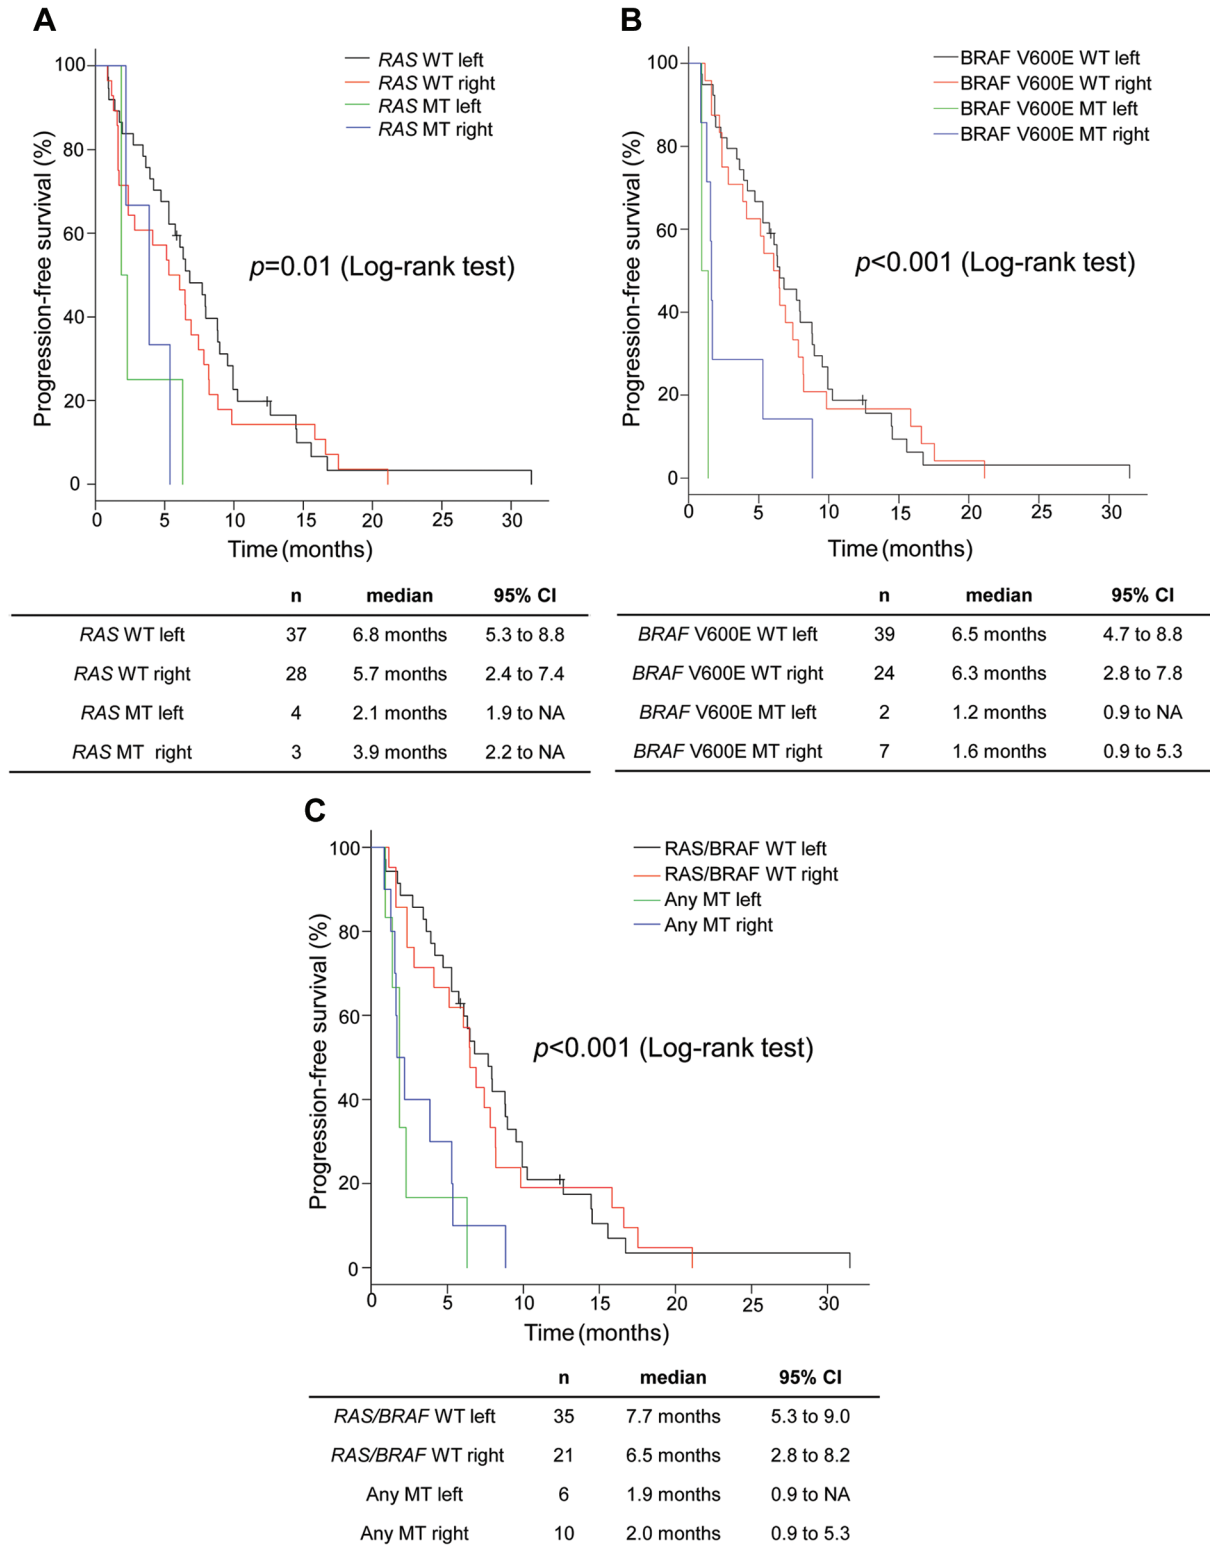 A
100
80
60
40
20
0
Progression-free survival (%)
RAS WT left
RAS WT right
RAS MT left
RAS MT right
p=0.01 (Log-rank test)
0 5 10 15 20 25 30
Time (months)
n median 95% CI
RAS WT left 37 6.8 months 5.3 to 8.8
RAS WT right 28 5.7 months 2.4 to 7.4
RAS MT left 4 2.1 months 1.9 to NA
RAS MT right 3 3.9 months 2.2 to NA
B
100
80
60
40
20
0
Progression-free survival (%)
BRAF V600E WT left
BRAF V600E WT right
BRAF V600E MT left
BRAF V600E MT right
p<0.001 (Log-rank test)
0 5 10 15 20 25 30
Time (months)
n median 95% CI
BRAF V600E WT left 39 6.5 months 4.7 to 8.8
BRAF V600E WT right 24 6.3 months 2.8 to 7.8
BRAF V600E MT left 2 1.2 months 0.9 to NA
BRAF V600E MT right 7 1.6 months 0.9 to 5.3
C
100
80
60
40
20
0
Progression-free survival (%)
RAS/BRAF WT left
RAS/BRAF WT right
Any MT left
Any MT right
p<0.001 (Log-rank test)
0 5 10 15 20 25 30
Time (months)
n median 95% CI
RAS/BRAF WT left 35 7.7 months 5.3 to 9.0
RAS/BRAF WT right 21 6.5 months 2.8 to 8.2
Any MT left 6 1.9 months 0.9 to NA
Any MT right 10 2.0 months 0.9 to 5.3